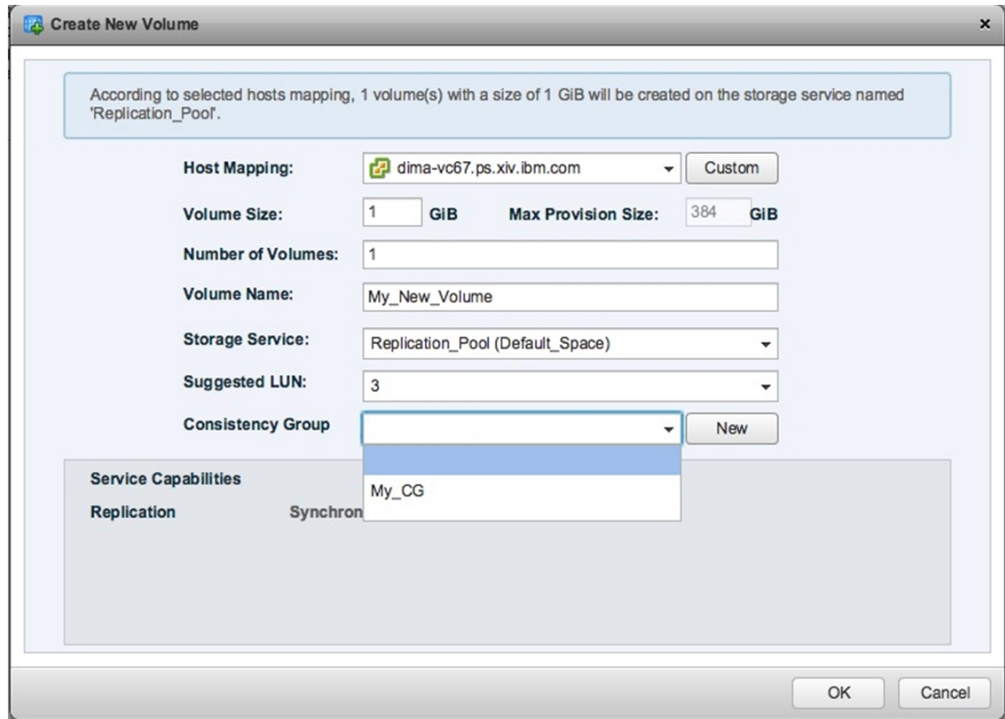 Create New Volume
According to selected hosts mapping, 1 volume(s) with a size of 1 GiB will be created on the storage service named
'Replication_Pool'.
Host Mapping: dima-vc67.ps.xiv.ibm.com Custom
Volume Size: 1 GiB Max Provision Size: 384 GiB
Number of Volumes: 1
Volume Name: My_New_Volume
Storage Service: Replication_Pool (Default_Space)
Suggested LUN: 3
Consistency Group New
Service Capabilities
My_CG
Replication Synchron
OK Cancel